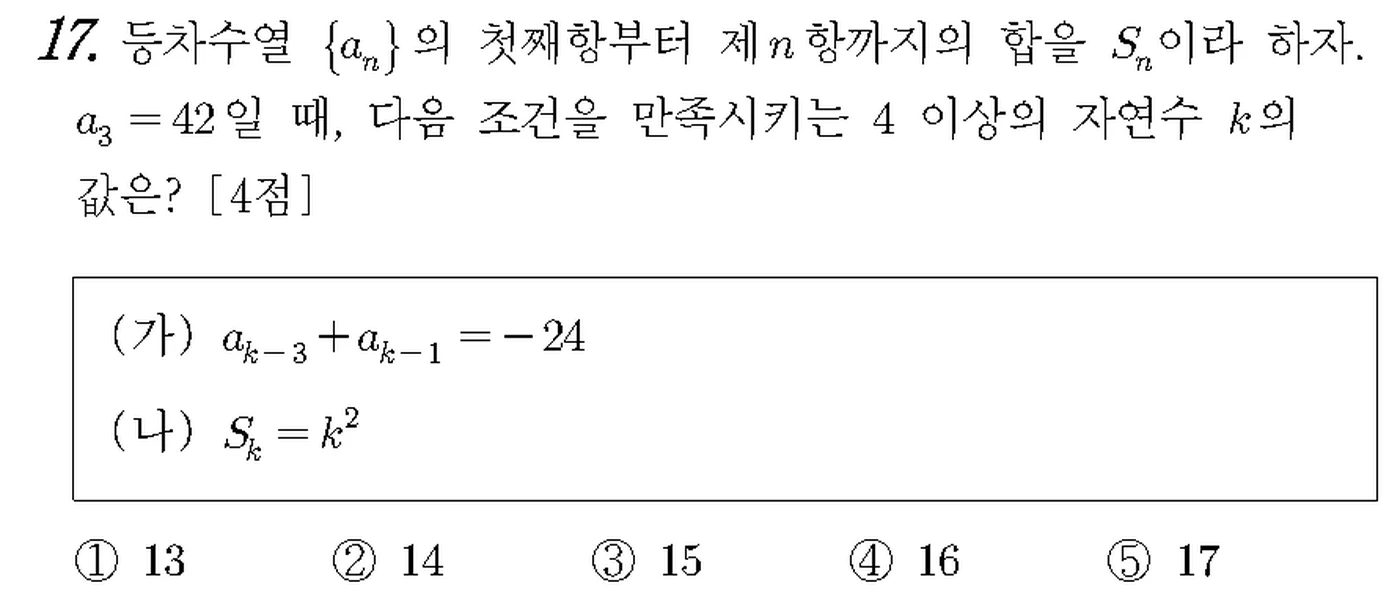 17. 등차수열 {aₙ}의 첫째항부터 제n항까지의 합을 Sₙ이라 하자.
a₃ = 42일 때, 다음 조건을 만족시키는 4 이상의 자연수 k의
값은? [4점]
(가) aₖ₋₃ + aₖ₋₁ = −24
(나) Sₖ = k²
① 13 ② 14 ③ 15 ④ 16 ⑤ 17